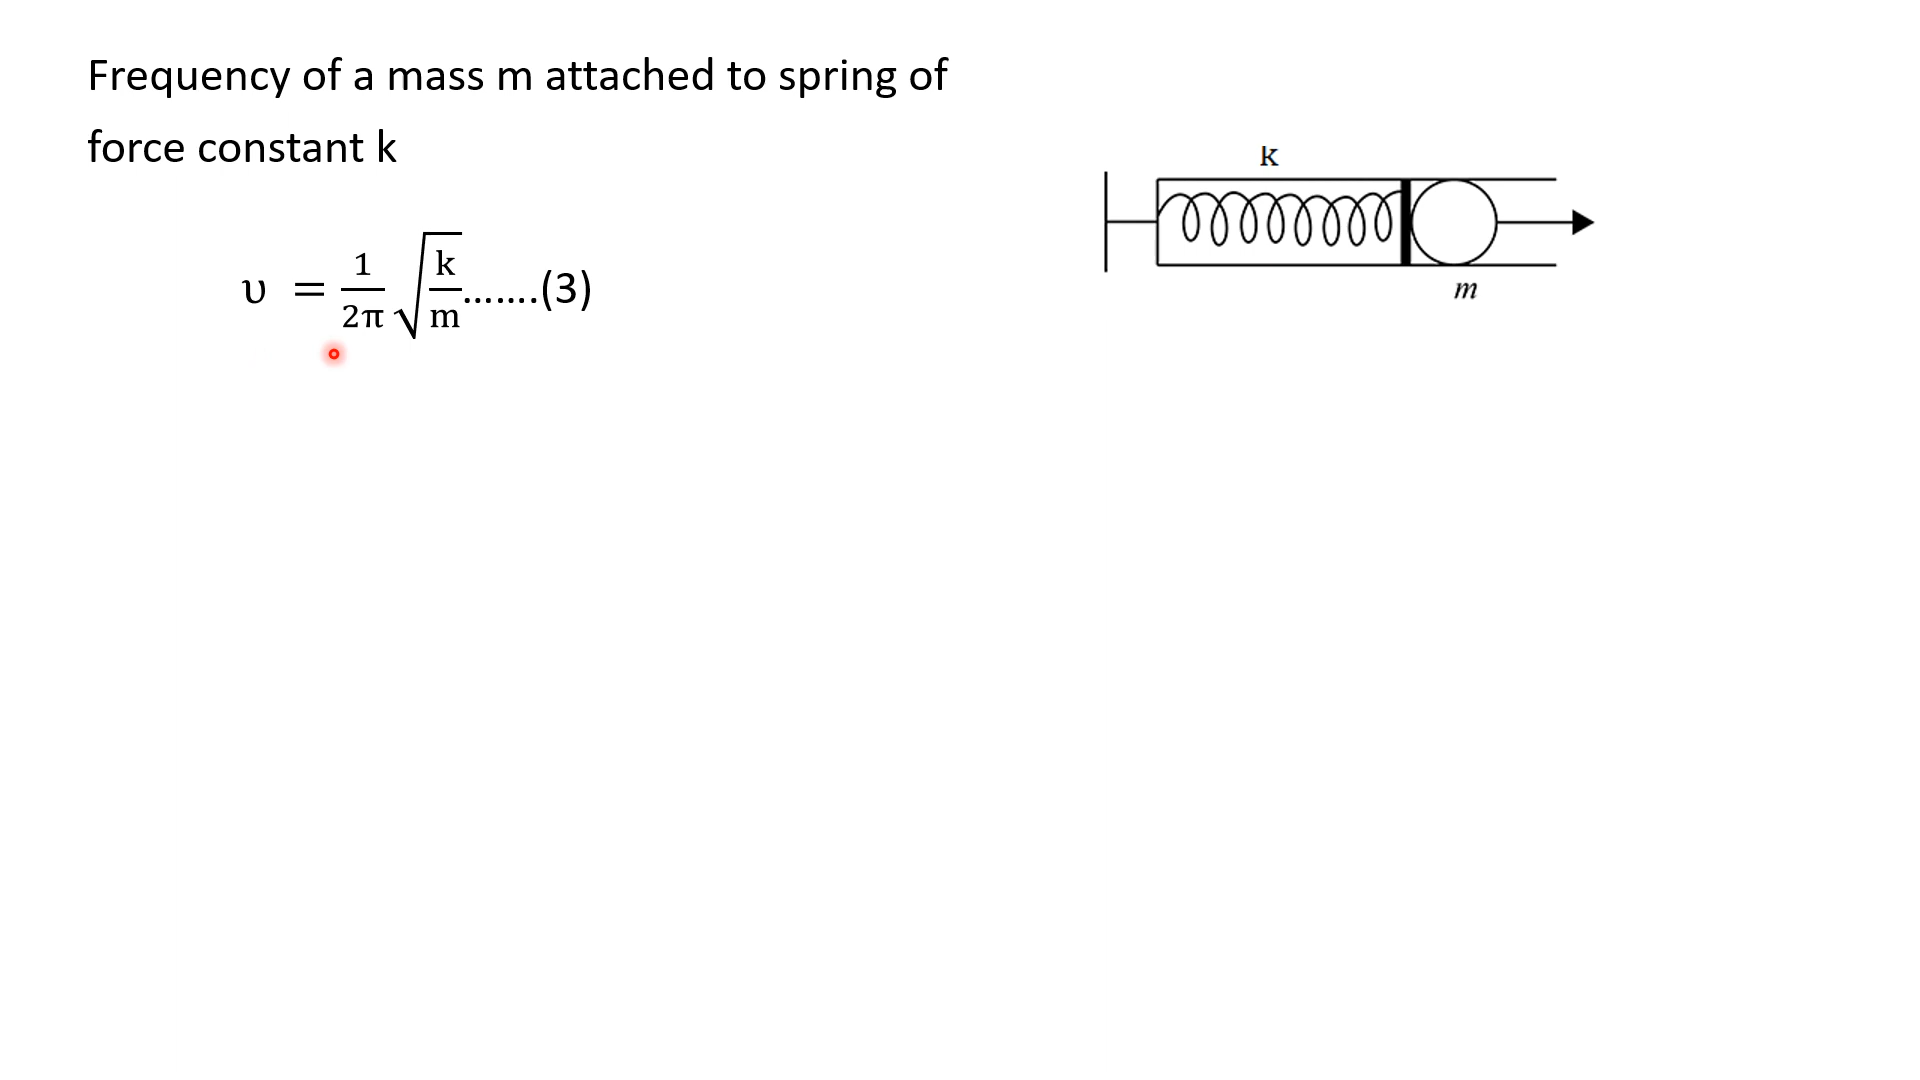 Frequency of a mass m attached to spring of
force constant k
υ = 1/2π √k/m.......(3)
k
m